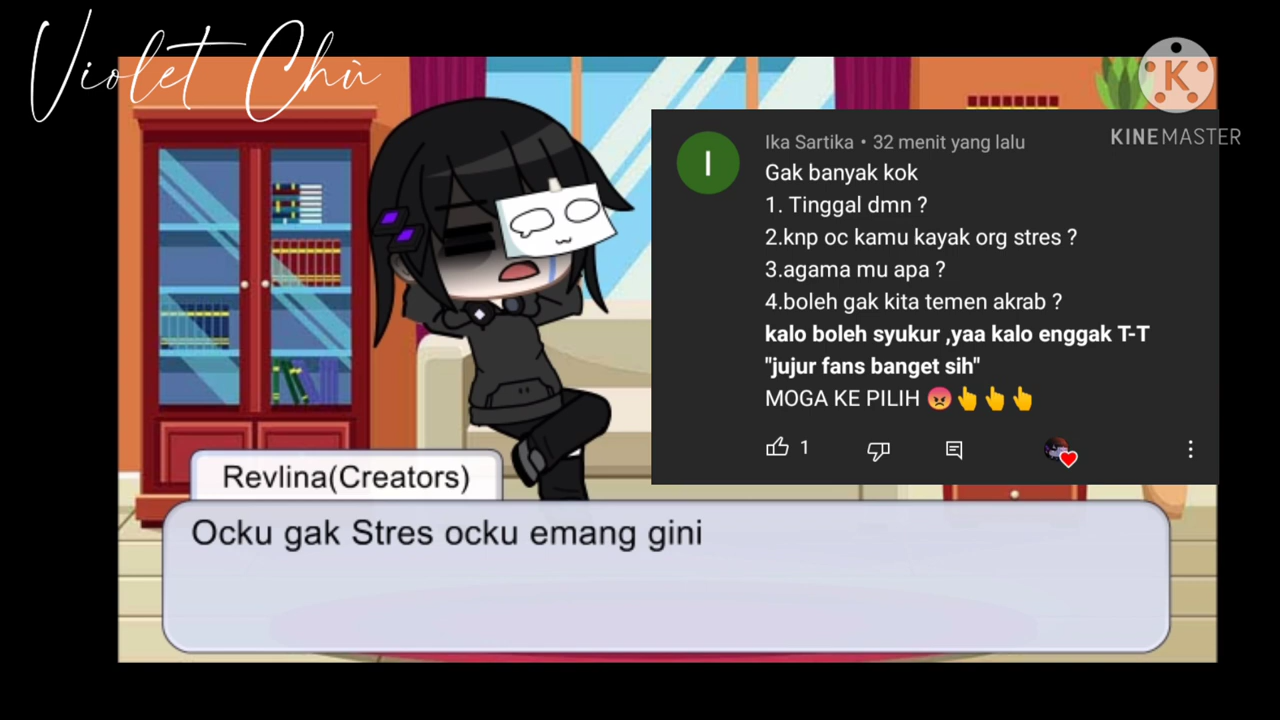 Violet Chù
KINEMASTER
Ika Sartika • 32 menit yang lalu
Gak banyak kok
1. Tinggal dmn ?
2.knp oc kamu kayak org stres ?
3.agama mu apa ?
4.boleh gak kita temen akrab ?
kalo boleh syukur ,yaa kalo enggak T-T
"jujur fans banget sih"
MOGA KE PILIH 😡👆👆👆
1
Revlina(Creators)
Ocku gak Stres ocku emang gini